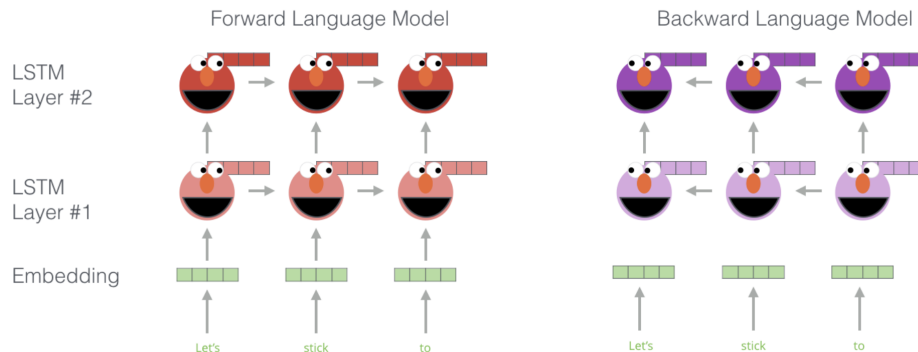 Forward Language Model
Backward Language Model
LSTM
Layer #2
LSTM
Layer #1
Embedding
Let's stick to
Let's stick to